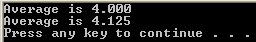 Average is 4.000
Average is 4.125
Press any key to continue . . .